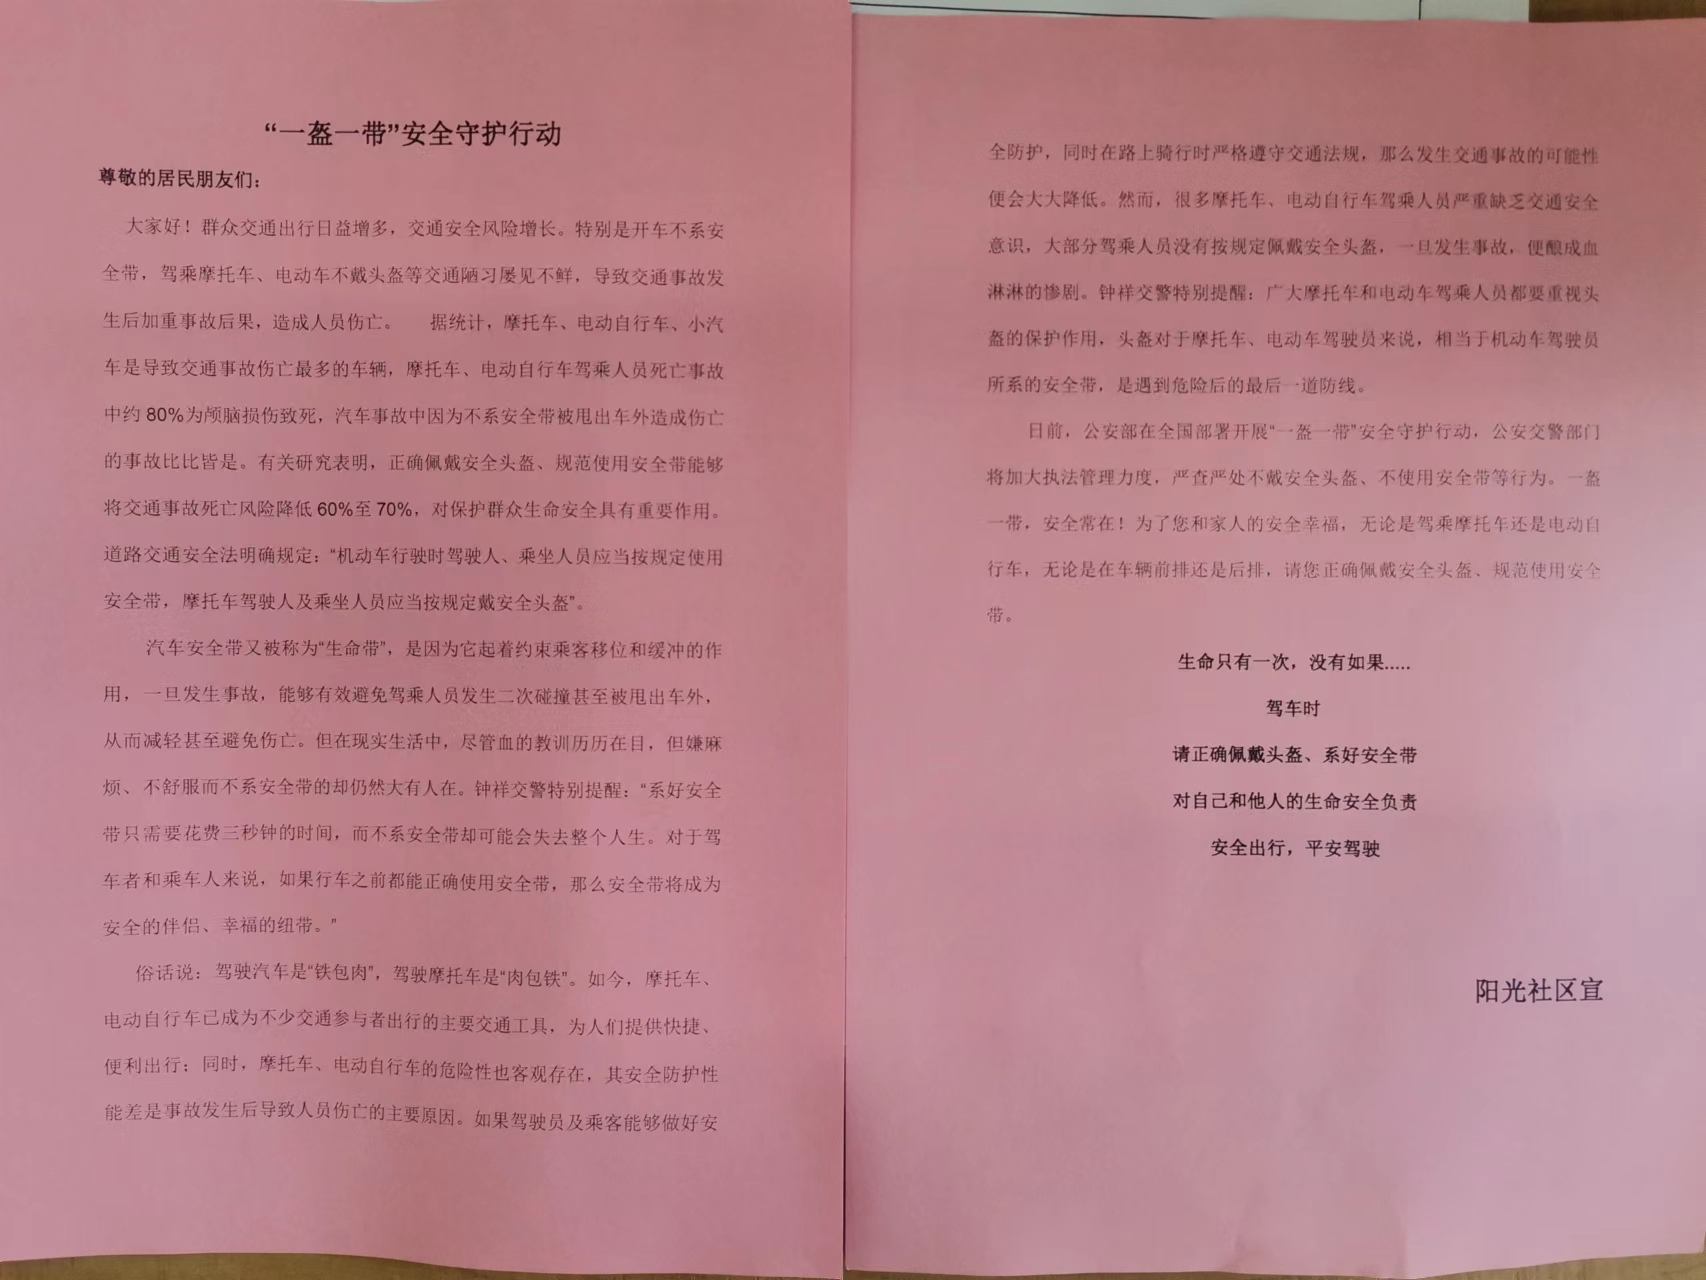 “一盔一带”安全守护行动
尊敬的居民朋友们：
大家好！群众交通出行日益增多，交通安全风险增长。特别是开车不系安
全带，驾乘摩托车、电动车不戴头盔等交通陋习屡见不鲜，导致交通事故发
生后加重事故后果，造成人员伤亡。 据统计，摩托车、电动自行车、小汽
车是导致交通事故伤亡最多的车辆，摩托车、电动自行车驾乘人员死亡事故
中约 80%为颅脑损伤致死，汽车事故中因为不系安全带被甩出车外造成伤亡
的事故比比皆是。有关研究表明，正确佩戴安全头盔、规范使用安全带能够
将交通事故死亡风险降低 60%至 70%，对保护群众生命安全具有重要作用。
道路交通安全法明确规定：“机动车行驶时驾驶人、乘坐人员应当按规定使用
安全带，摩托车驾驶人及乘坐人员应当按规定戴安全头盔”。
汽车安全带又被称为“生命带”，是因为它起着约束乘客移位和缓冲的作
用，一旦发生事故，能够有效避免驾乘人员发生二次碰撞甚至被甩出车外，
从而减轻甚至避免伤亡。但在现实生活中，尽管血的教训历历在目，但嫌麻
烦、不舒服而不系安全带的却仍然大有人在。钟祥交警特别提醒：“系好安全
带只需要花费三秒钟的时间，而不系安全带却可能会失去整个人生。对于驾
车者和乘车人来说，如果行车之前都能正确使用安全带，那么安全带将成为
安全的伴侣、幸福的纽带。”
俗话说：驾驶汽车是“铁包肉”，驾驶摩托车是“肉包铁”。如今，摩托车、
电动自行车已成为不少交通参与者出行的主要交通工具，为人们提供快捷、
便利出行；同时，摩托车、电动自行车的危险性也客观存在，其安全防护性
能差是事故发生后导致人员伤亡的主要原因。如果驾驶员及乘客能够做好安
全防护，同时在路上骑行时严格遵守交通法规，那么发生交通事故的可能性
便会大大降低。然而，很多摩托车、电动自行车驾乘人员严重缺乏交通安全
意识，大部分驾乘人员没有按规定佩戴安全头盔，一旦发生事故，便酿成血
淋淋的惨剧。钟祥交警特别提醒：广大摩托车和电动车驾乘人员都要重视头
盔的保护作用，头盔对于摩托车、电动车驾驶员来说，相当于机动车驾驶员
所系的安全带，是遇到危险后的最后一道防线。
日前，公安部在全国部署开展“一盔一带”安全守护行动，公安交警部门
将加大执法管理力度，严查严处不戴安全头盔、不使用安全带等行为。一盔
一带，安全常在！为了您和家人的安全幸福，无论是驾乘摩托车还是电动自
行车，无论是在车辆前排还是后排，请您正确佩戴安全头盔、规范使用安全
带。
生命只有一次，没有如果.....
驾车时
请正确佩戴头盔、系好安全带
对自己和他人的生命安全负责
安全出行，平安驾驶
阳光社区宣